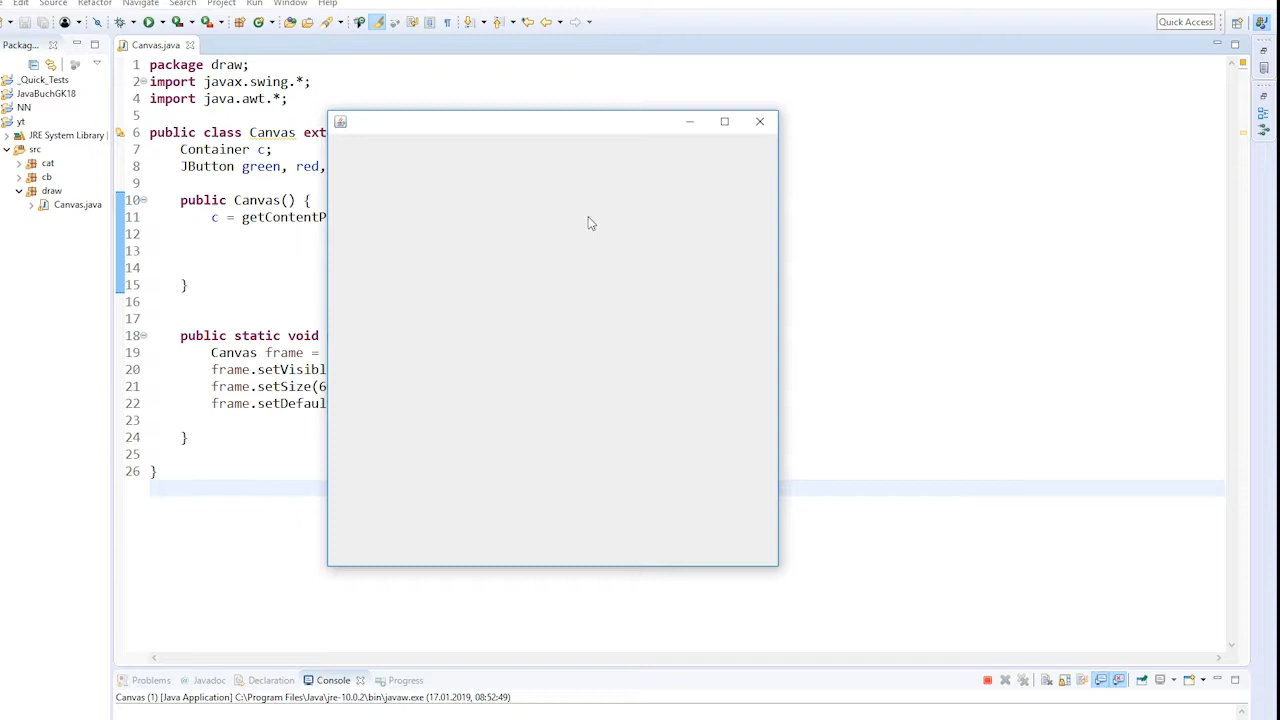 Edit Source Refactor Navigate Search Project Run Window Help
Quick Access
Packag...
Canvas.java
_Quick_Tests
JavaBuchGK18
NN
yt
JRE System Library
src
cat
cb
draw
Canvas.java
1 package draw;
2 import javax.swing.*;
4 import java.awt.*;
5
6 public class Canvas ext
7 Container c;
8 JButton green, red,
9
10 public Canvas() {
11 c = getContentP
12
13
14
15 }
16
17
18 public static void
19 Canvas frame =
20 frame.setVisibl
21 frame.setSize(6
22 frame.setDefaul
23
24 }
25
26 }
Problems Javadoc Declaration Console Progress
Canvas (1) [Java Application] C:\Program Files\Java\jre-10.0.2\bin\javaw.exe (17.01.2019, 08:52:49)